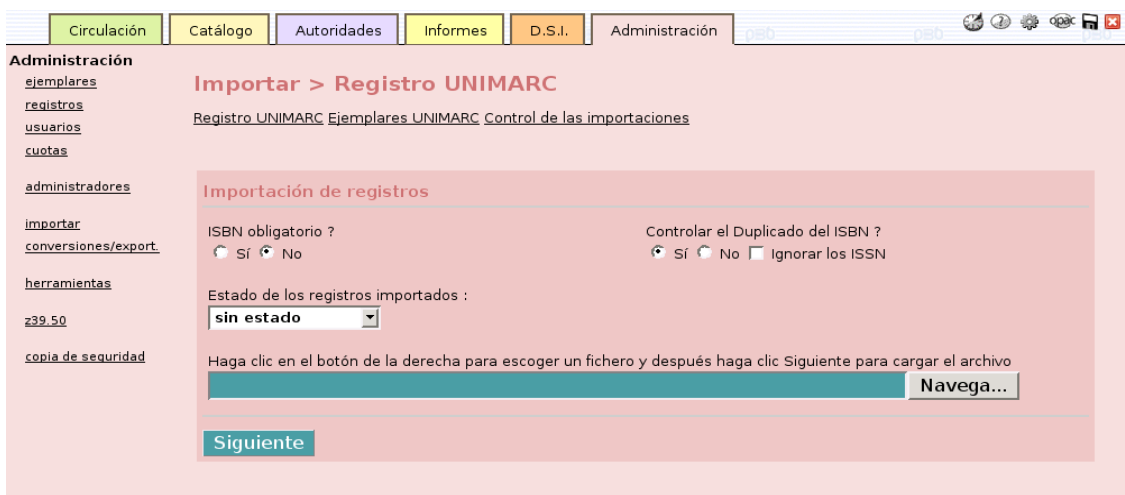 Circulación Catálogo Autoridades Informes D.S.I. Administración pmb pmb opac
Administración
ejemplares
registros
usuarios
cuotas
administradores
importar
conversiones/export.
herramientas
z39.50
copia de seguridad
Importar > Registro UNIMARC
Registro UNIMARC Ejemplares UNIMARC Control de las importaciones
Importación de registros
ISBN obligatorio ? Controlar el Duplicado del ISBN ?
Sí No Sí No Ignorar los ISSN
Estado de los registros importados :
sin estado
Haga clic en el botón de la derecha para escoger un fichero y después haga clic Siguiente para cargar el archivo
Navega...
Siguiente